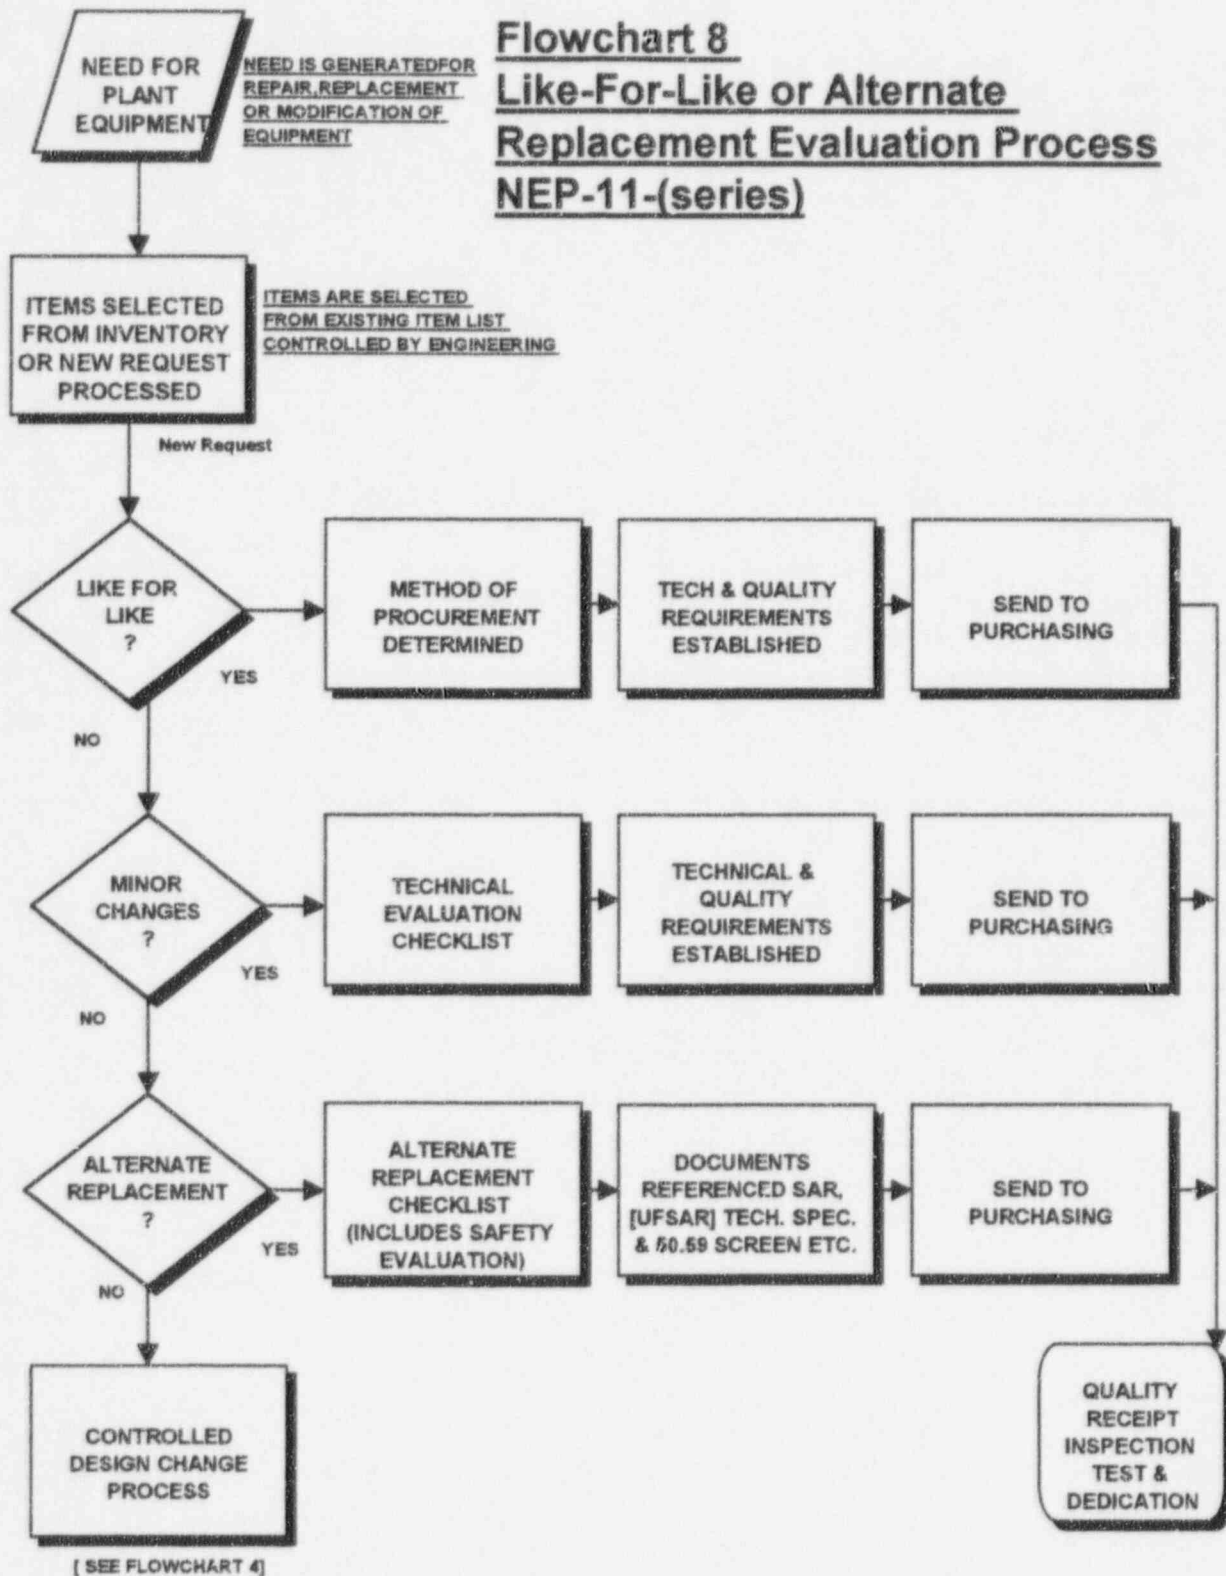 Flowchart 8
Like-For-Like or Alternate
Replacement Evaluation Process
NEP-11-(series)
NEED FOR
PLANT
EQUIPMENT
NEED IS GENERATEDFOR
REPAIR,REPLACEMENT
OR MODIFICATION OF
EQUIPMENT
ITEMS SELECTED
FROM INVENTORY
OR NEW REQUEST
PROCESSED
ITEMS ARE SELECTED
FROM EXISTING ITEM LIST
CONTROLLED BY ENGINEERING
New Request
LIKE FOR
LIKE
?
YES
NO
METHOD OF
PROCUREMENT
DETERMINED
TECH & QUALITY
REQUIREMENTS
ESTABLISHED
SEND TO
PURCHASING
MINOR
CHANGES
?
YES
NO
TECHNICAL
EVALUATION
CHECKLIST
TECHNICAL &
QUALITY
REQUIREMENTS
ESTABLISHED
SEND TO
PURCHASING
ALTERNATE
REPLACEMENT
?
YES
NO
ALTERNATE
REPLACEMENT
CHECKLIST
(INCLUDES SAFETY
EVALUATION)
DOCUMENTS
REFERENCED SAR,
[UFSAR] TECH. SPEC.
& 50.59 SCREEN ETC.
SEND TO
PURCHASING
CONTROLLED
DESIGN CHANGE
PROCESS
[ SEE FLOWCHART 4]
QUALITY
RECEIPT
INSPECTION
TEST &
DEDICATION